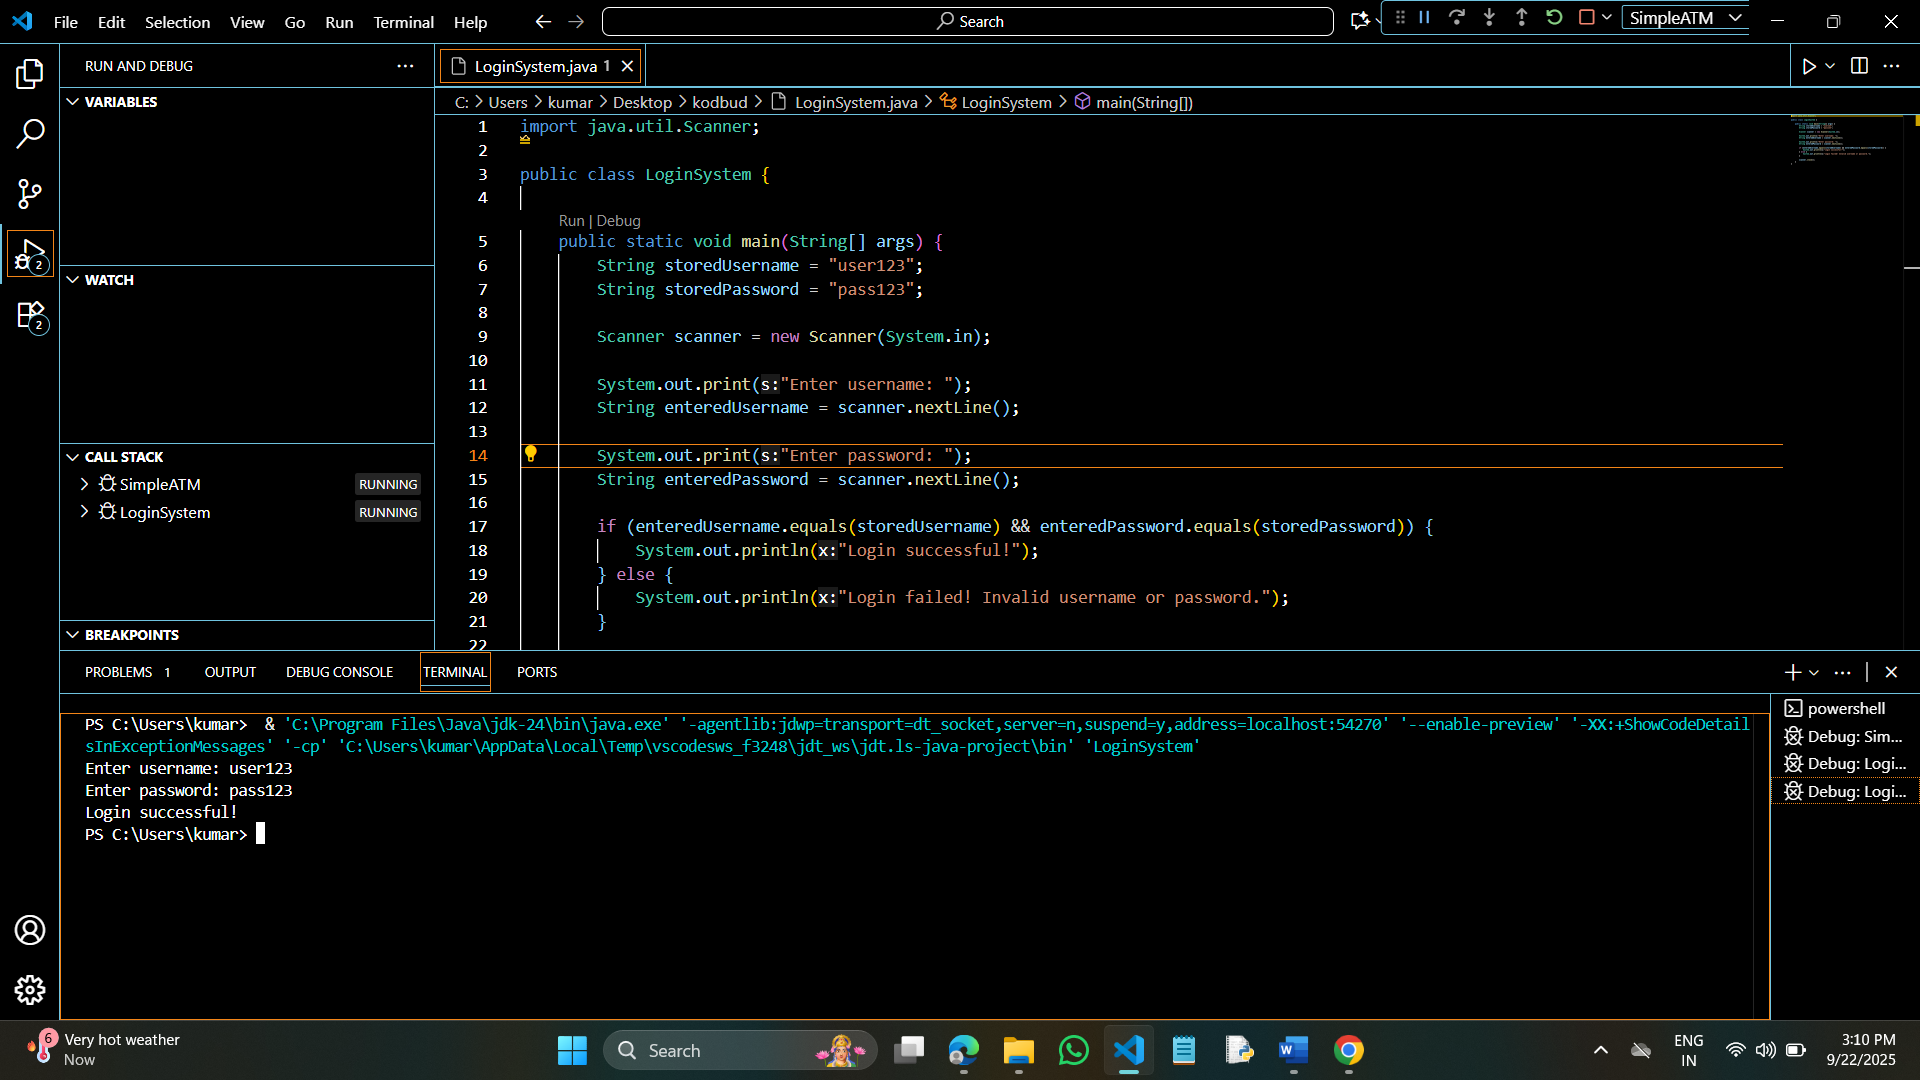 File Edit Selection View Go Run Terminal Help
Search
SimpleATM
RUN AND DEBUG
VARIABLES
WATCH
CALL STACK
SimpleATM RUNNING
LoginSystem RUNNING
BREAKPOINTS
2
2
LoginSystem.java 1
C: > Users > kumar > Desktop > kodbud > LoginSystem.java > LoginSystem > main(String[])
1 import java.util.Scanner;
2
3 public class LoginSystem {
4
Run | Debug
5 public static void main(String[] args) {
6 String storedUsername = "user123";
7 String storedPassword = "pass123";
8
9 Scanner scanner = new Scanner(System.in);
10
11 System.out.print(s:"Enter username: ");
12 String enteredUsername = scanner.nextLine();
13
14 System.out.print(s:"Enter password: ");
15 String enteredPassword = scanner.nextLine();
16
17 if (enteredUsername.equals(storedUsername) && enteredPassword.equals(storedPassword)) {
18 System.out.println(x:"Login successful!");
19 } else {
20 System.out.println(x:"Login failed! Invalid username or password.");
21 }
22
PROBLEMS 1 OUTPUT DEBUG CONSOLE TERMINAL PORTS
PS C:\Users\kumar> & 'C:\Program Files\Java\jdk-24\bin\java.exe' '-agentlib:jdwp=transport=dt_socket,server=n,suspend=y,address=localhost:54270' '--enable-preview' '-XX:+ShowCodeDetail
sInExceptionMessages' '-cp' 'C:\Users\kumar\AppData\Local\Temp\vscodesws_f3248\jdt_ws\jdt.ls-java-project\bin' 'LoginSystem'
Enter username: user123
Enter password: pass123
Login successful!
PS C:\Users\kumar>
powershell
Debug: Sim...
Debug: Logi...
Debug: Logi...
6
Very hot weather
Now
Search
ENG
IN
3:10 PM
9/22/2025